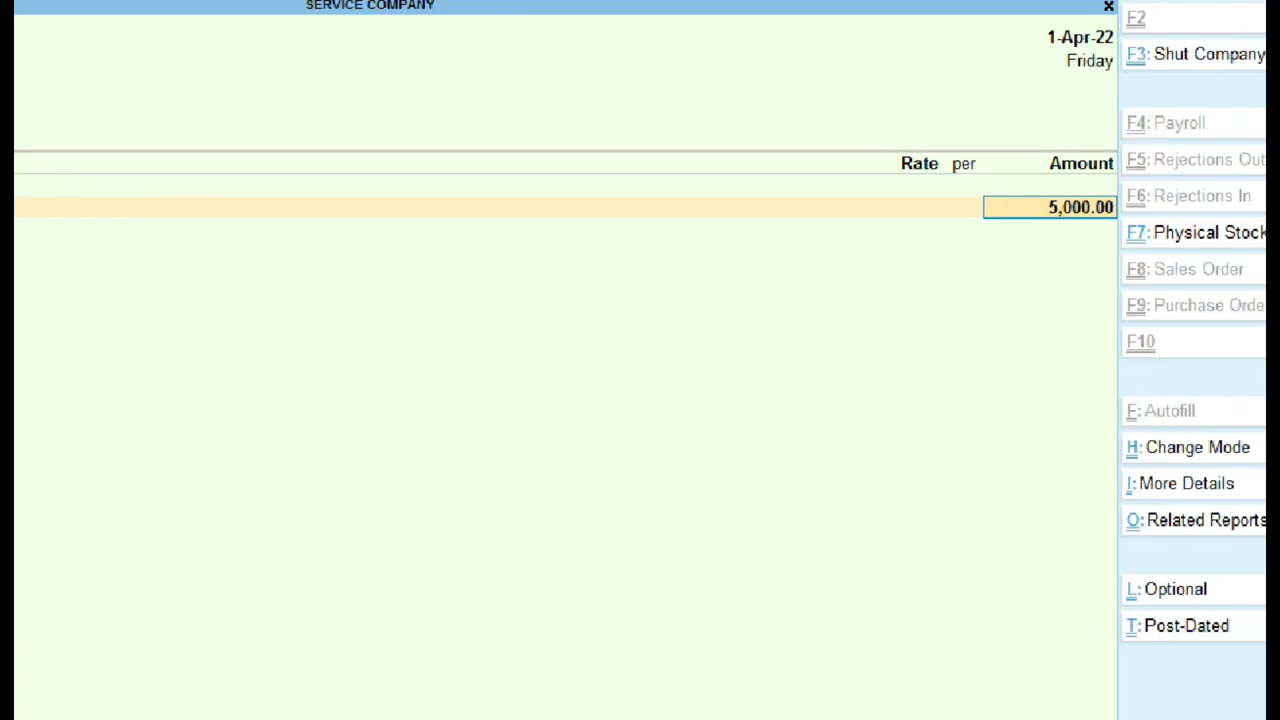 SERVICE COMPANY
x
1-Apr-22
Friday
Rate per Amount
5,000.00
F2
F3: Shut Company
F4: Payroll
F5: Rejections Out
F6: Rejections In
F7: Physical Stock
F8: Sales Order
F9: Purchase Orde
F10
F: Autofill
H: Change Mode
I: More Details
O: Related Reports
L: Optional
T: Post-Dated